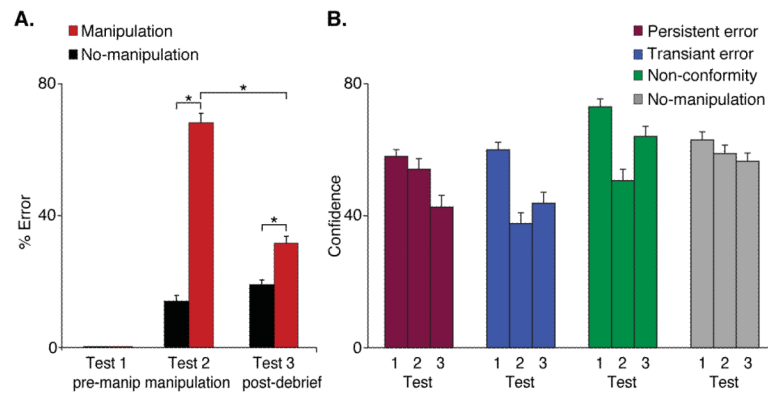 A.
Manipulation
No-manipulation
80
*
*
*
40
0
% Error
Test 1
pre-manip
Test 2
manipulation
Test 3
post-debrief
B.
Persistent error
Transiant error
Non-conformity
No-manipulation
80
40
0
Confidence
1 2 3
Test
1 2 3
Test
1 2 3
Test
1 2 3
Test